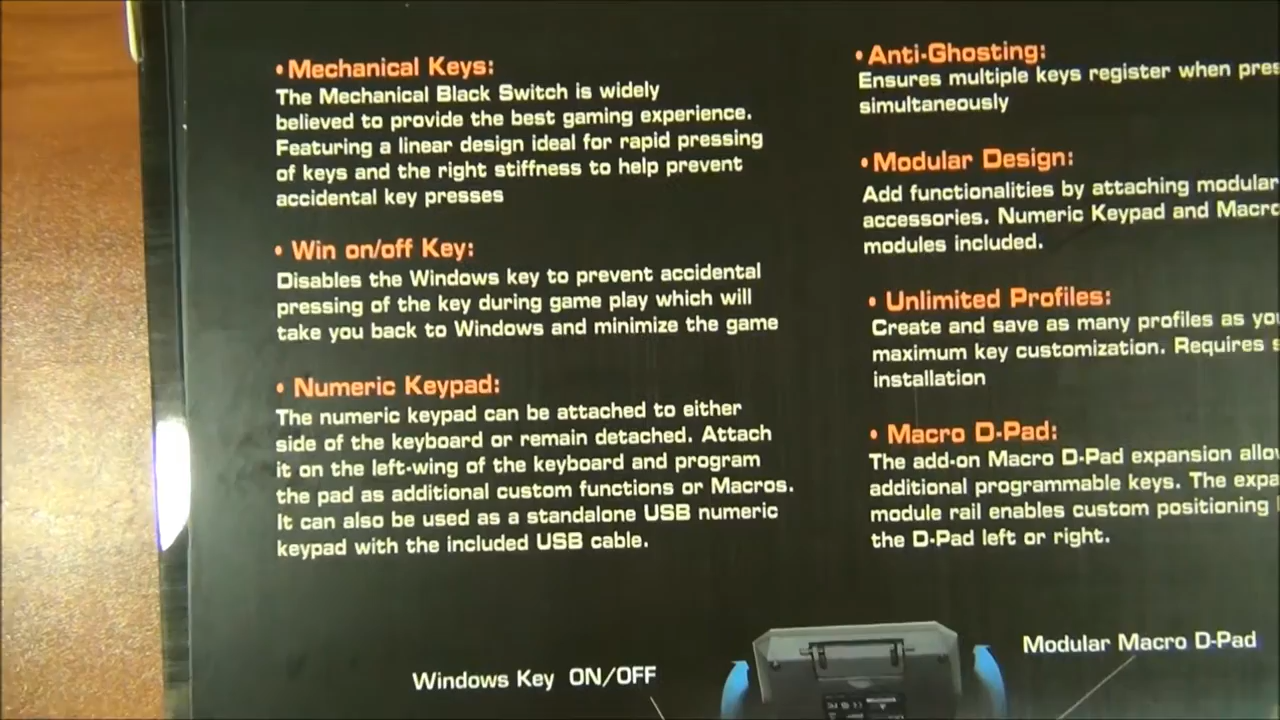 • Mechanical Keys:
The Mechanical Black Switch is widely
believed to provide the best gaming experience.
Featuring a linear design ideal for rapid pressing
of keys and the right stiffness to help prevent
accidental key presses
• Win on/off Key:
Disables the Windows key to prevent accidental
pressing of the key during game play which will
take you back to Windows and minimize the game
• Numeric Keypad:
The numeric keypad can be attached to either
side of the keyboard or remain detached. Attach
it on the left-wing of the keyboard and program
the pad as additional custom functions or Macros.
It can also be used as a standalone USB numeric
keypad with the included USB cable.
• Anti-Ghosting:
Ensures multiple keys register when
simultaneously
• Modular Design:
Add functionalities by attaching modular
accessories. Numeric Keypad and Macro
modules included.
• Unlimited Profiles:
Create and save as many profiles as
maximum key customization. Requires
installation
• Macro D-Pad:
The add-on Macro D-Pad expansion
additional programmable keys. The
module rail enables custom positioning
the D-Pad left or right.
Windows Key ON/OFF
Modular Macro D-Pad